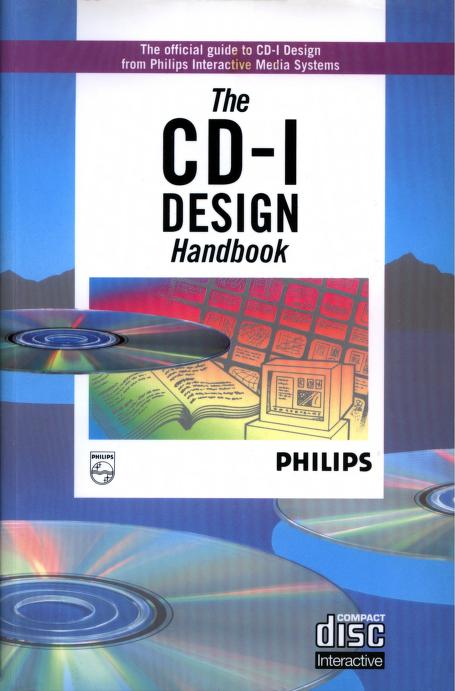 The official guide to CD-I Design
from Philips Interactive Media Systems
The
CD-I
DESIGN
Handbook
PHILIPS
PHILIPS
COMPACT
disc
Interactive